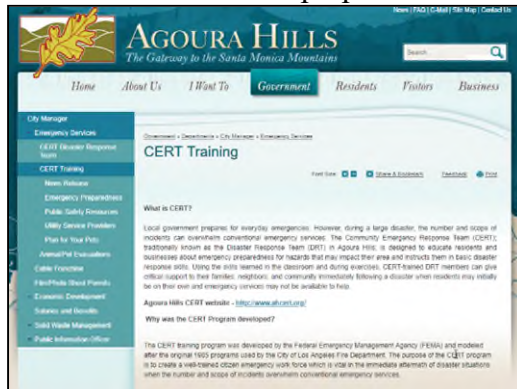 News | FAQ | E-Mail | Site Map | Contact Us
AGOURA HILLS
The Gateway to the Santa Monica Mountains
Search
Home About Us I Want To Government Residents Visitors Business
City Manager
Emergency Services
CERT Disaster Response
Team
CERT Training
News Release
Emergency Preparedness
Public Safety Resources
Utility Service Providers
Plan for Your Pets
Animal/Pet Evacuations
Cable Franchise
Film/Photo Shoot Permits
Economic Development
Salaries and Benefits
Solid Waste Management
Public Information Officer
Government » Departments » City Manager » Emergency Services
CERT Training
Font Size: Share & Bookmark Feedback Print
What is CERT?
Local government prepares for everyday emergencies. However, during a large disaster, the number and scope of
incidents can overwhelm conventional emergency services. The Community Emergency Response Team (CERT);
traditionally known as the Disaster Response Team (DRT) in Agoura Hills; is designed to educate residents and
businesses about emergency preparedness for hazards that may impact their area and instructs them in basic disaster
response skills. Using the skills learned in the classroom and during exercises, CERT-trained DRT members can give
critical support to their families, neighbors, and community immediately following a disaster when residents may initially
be on their own and emergency services may not be available to help.
Agoura Hills CERT website - http://www.ahcert.org/
Why was the CERT Program developed?
The CERT training program was developed by the Federal Emergency Management Agency (FEMA) and modeled
after the original 1985 programs used by the City of Los Angeles Fire Department. The purpose of the CERT program
is to create a well-trained citizen emergency work force which is vital in the immediate aftermath of disaster situations
when the number and scope of incidents overwhelm conventional emergency services.